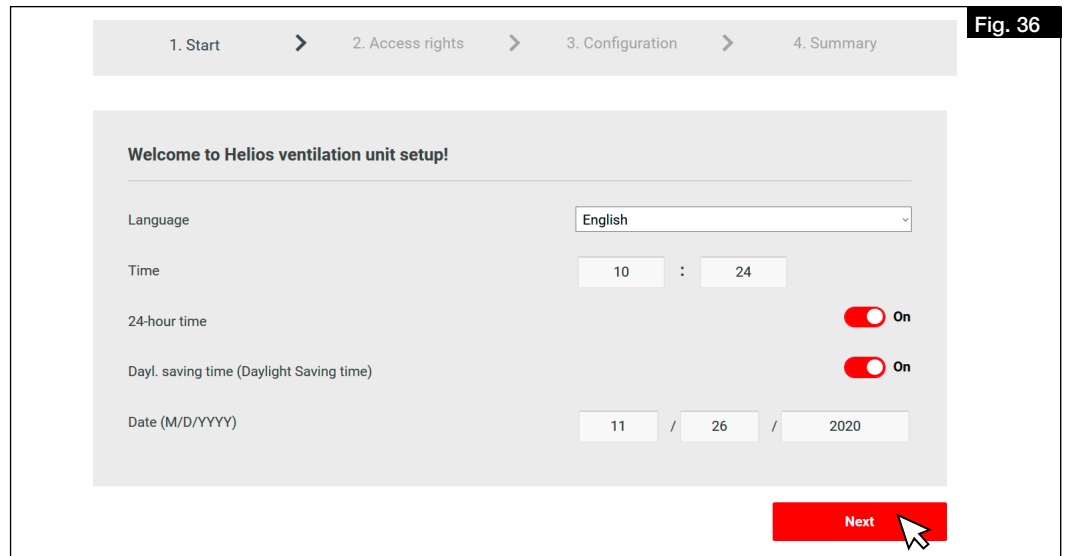 Fig. 36
1. Start 2. Access rights 3. Configuration 4. Summary
Welcome to Helios ventilation unit setup!
Language English
Time 10 : 24
24-hour time On
Dayl. saving time (Daylight Saving time) On
Date (M/D/YYYY) 11 / 26 / 2020
Next